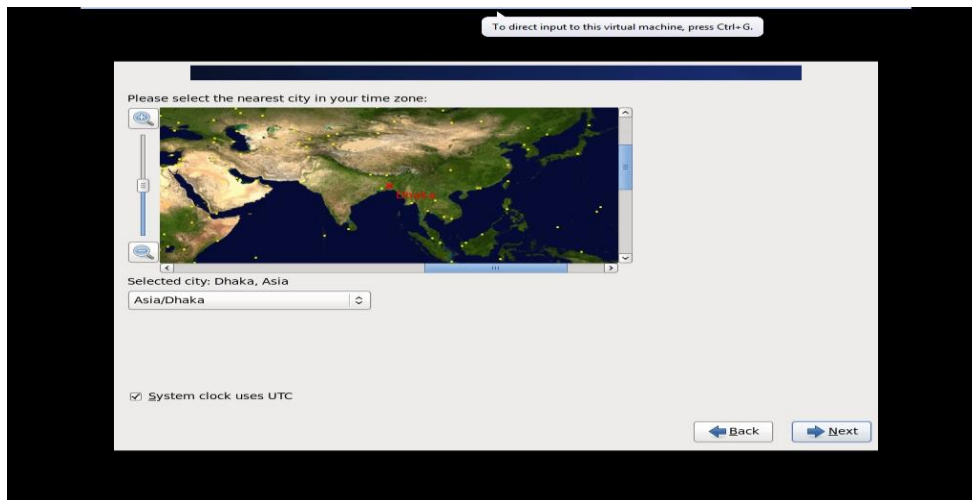 To direct input to this virtual machine, press Ctrl+G.
Please select the nearest city in your time zone:
Dhaka
Selected city: Dhaka, Asia
Asia/Dhaka
System clock uses UTC
Back
Next